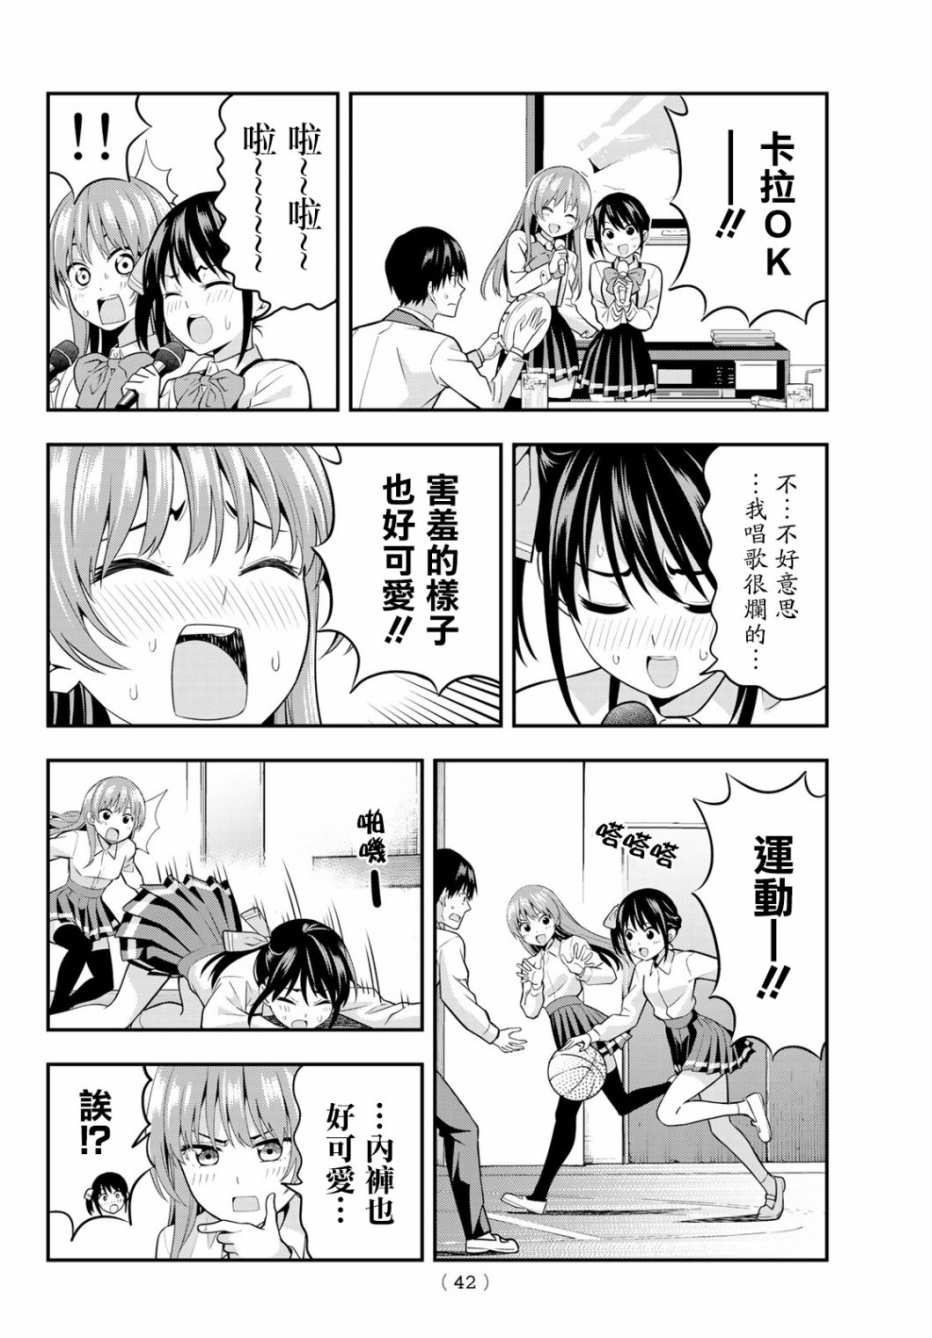 卡拉OK
——!!
啦~啦~
啦~~~~~
!!
不…不好意思
…我唱歌很爛的…
害羞的樣子
也好可愛!!
運動—!!
嗒嗒嗒
啪嘰—
…內褲也
好可愛…
誒!?
(42)